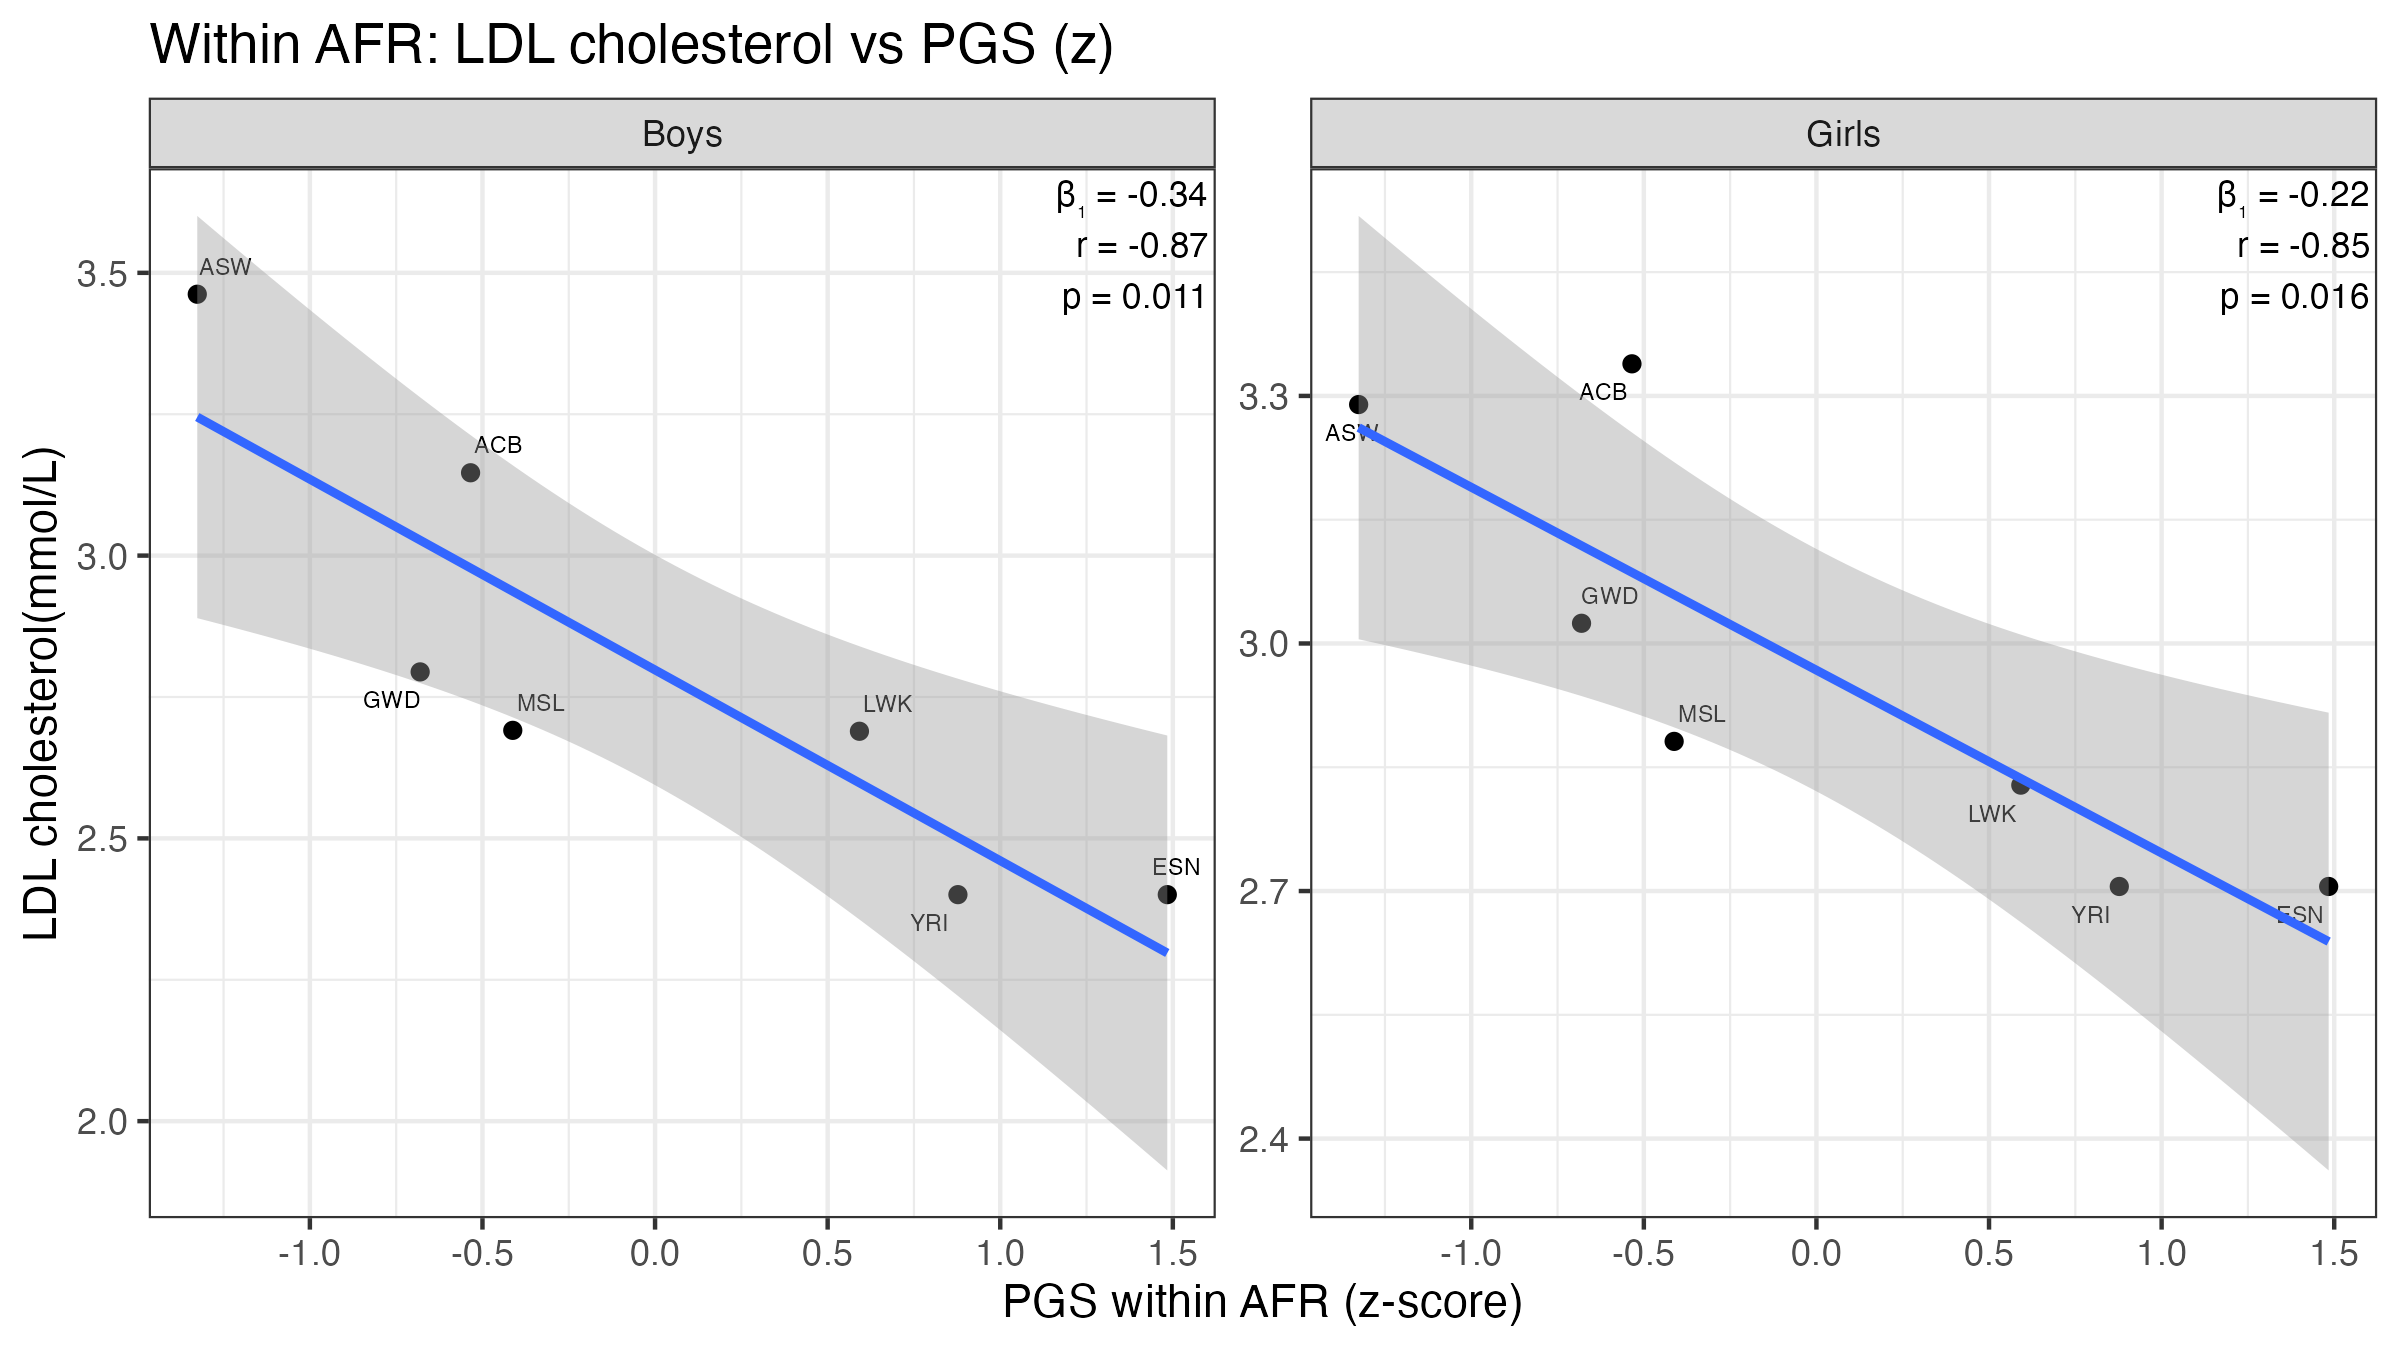 Within AFR: LDL cholesterol vs PGS (z)
Boys
Girls
β₁ = -0.34
r = -0.87
p = 0.011
β₁ = -0.22
r = -0.85
p = 0.016
LDL cholesterol(mmol/L)
3.5
3.0
2.5
2.0
ASW
ACB
GWD
MSL
LWK
ESN
YRI
-1.0 -0.5 0.0 0.5 1.0 1.5
3.3
3.0
2.7
2.4
ACB
ASW
GWD
MSL
LWK
YRI
ESN
-1.0 -0.5 0.0 0.5 1.0 1.5
PGS within AFR (z-score)